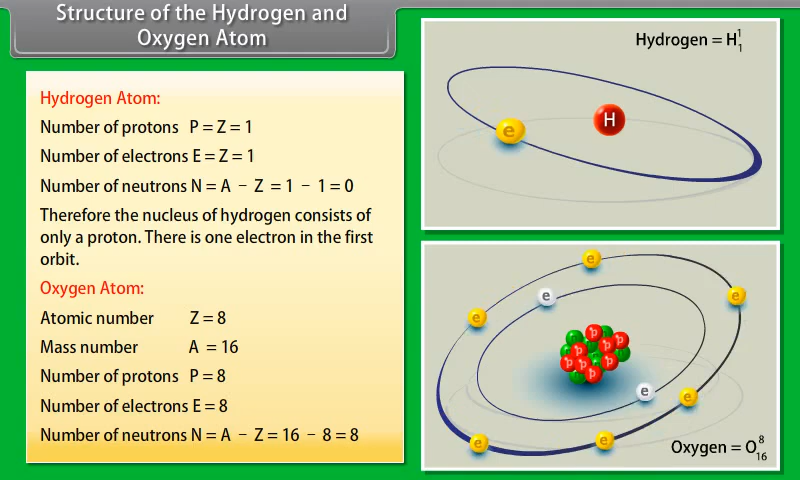 Structure of the Hydrogen and
Oxygen Atom
Hydrogen Atom:
Number of protons P = Z = 1
Number of electrons E = Z = 1
Number of neutrons N = A − Z = 1 − 1 = 0
Therefore the nucleus of hydrogen consists of
only a proton. There is one electron in the first
orbit.
Oxygen Atom:
Atomic number Z = 8
Mass number A = 16
Number of protons P = 8
Number of electrons E = 8
Number of neutrons N = A − Z = 16 − 8 = 8
Hydrogen = H¹₁
H
e
e
e
e
e
p
p
p
p
p
p
p
p
e
e
e
e
Oxygen = O⁸₁₆